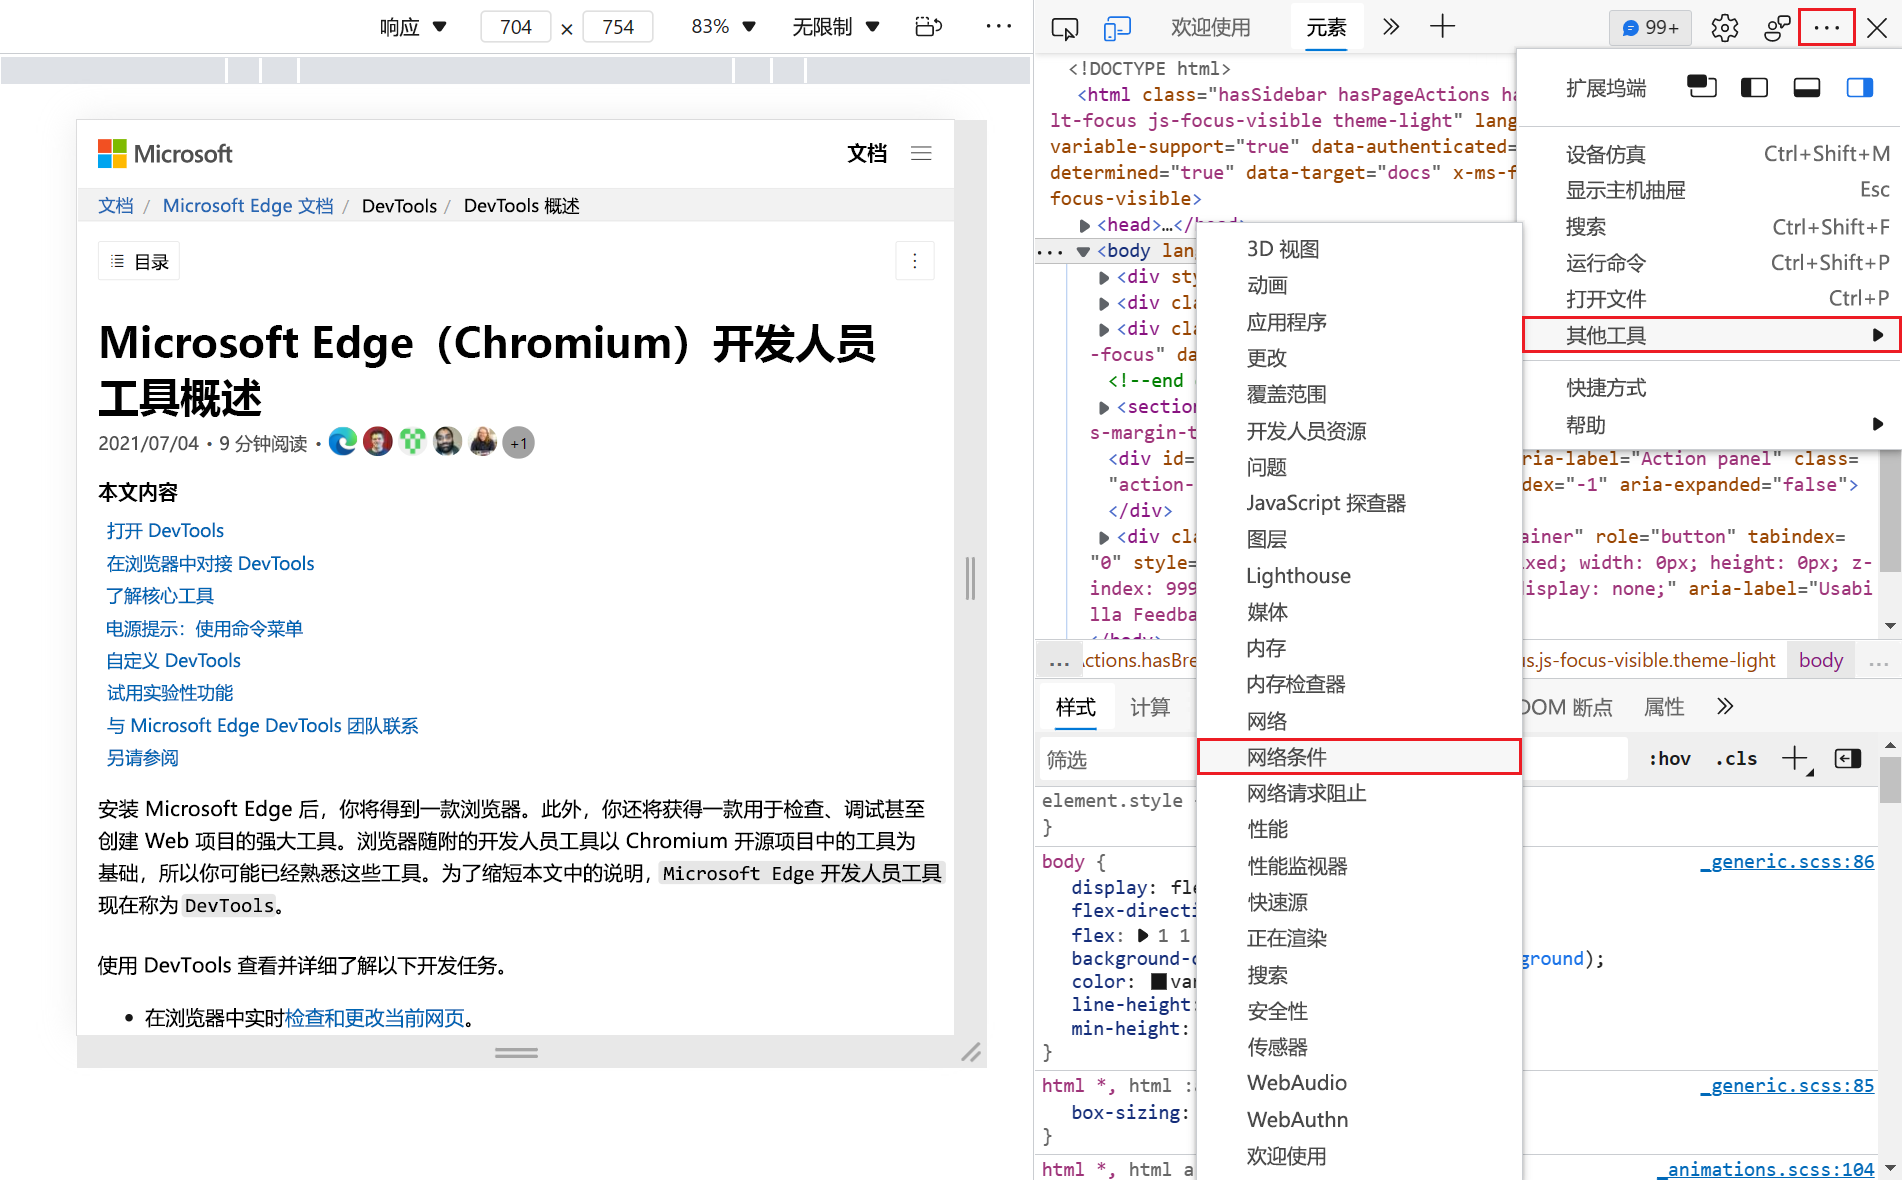 响应 704 × 754 83% 无限制 ···
欢迎使用 元素 99+ ···
Microsoft
文档
文档 / Microsoft Edge 文档 / DevTools / DevTools 概述
目录
Microsoft Edge（Chromium）开发人员
工具概述
2021/07/04 • 9 分钟阅读 • +1
本文内容
打开 DevTools
在浏览器中对接 DevTools
了解核心工具
电源提示：使用命令菜单
自定义 DevTools
试用实验性功能
与 Microsoft Edge DevTools 团队联系
另请参阅
安装 Microsoft Edge 后，你将得到一款浏览器。此外，你还将获得一款用于检查、调试甚至
创建 Web 项目的强大工具。浏览器随附的开发人员工具以 Chromium 开源项目中的工具为
基础，所以你可能已经熟悉这些工具。为了缩短本文中的说明，Microsoft Edge 开发人员工具
现在称为 DevTools。
使用 DevTools 查看并详细了解以下开发任务。
• 在浏览器中实时检查和更改当前网页。
<!DOCTYPE html>
<html class="hasSidebar hasPageActions
lt-focus js-focus-visible theme-light" lang
variable-support="true" data-authenticated=
determined="true" data-target="docs" x-ms-f
focus-visible>
<head>…</head>
··· <body lan
<div sty
<div cla
<div cla
-focus" da
<!--end
<section
s-margin-t
<div id= aria-label="Action panel" class=
"action- dex="-1" aria-expanded="false">
</div>
<div cla ainer" role="button" tabindex=
"0" style= ixed; width: 0px; height: 0px; z-
index: 999 isplay: none;" aria-label="Usabi
lla Feedba
</body>
... ctions.hasBre s.js-focus-visible.theme-light body ...
样式 计算 DOM 断点 属性
筛选 :hov .cls
element.style
}
body { _generic.scss:86
display: fle
flex-directi
flex: 1 1
background-c ground);
color: var
line-height:
min-height:
}
html *, html : _generic.scss:85
box-sizing:
}
html *, html a _animations.scss:104
扩展坞端
设备仿真 Ctrl+Shift+M
显示主机抽屉 Esc
搜索 Ctrl+Shift+F
运行命令 Ctrl+Shift+P
打开文件 Ctrl+P
其他工具
快捷方式
帮助
3D 视图
动画
应用程序
更改
覆盖范围
开发人员资源
问题
JavaScript 探查器
图层
Lighthouse
媒体
内存
内存检查器
网络
网络条件
网络请求阻止
性能
性能监视器
快速源
正在渲染
搜索
安全性
传感器
WebAudio
WebAuthn
欢迎使用